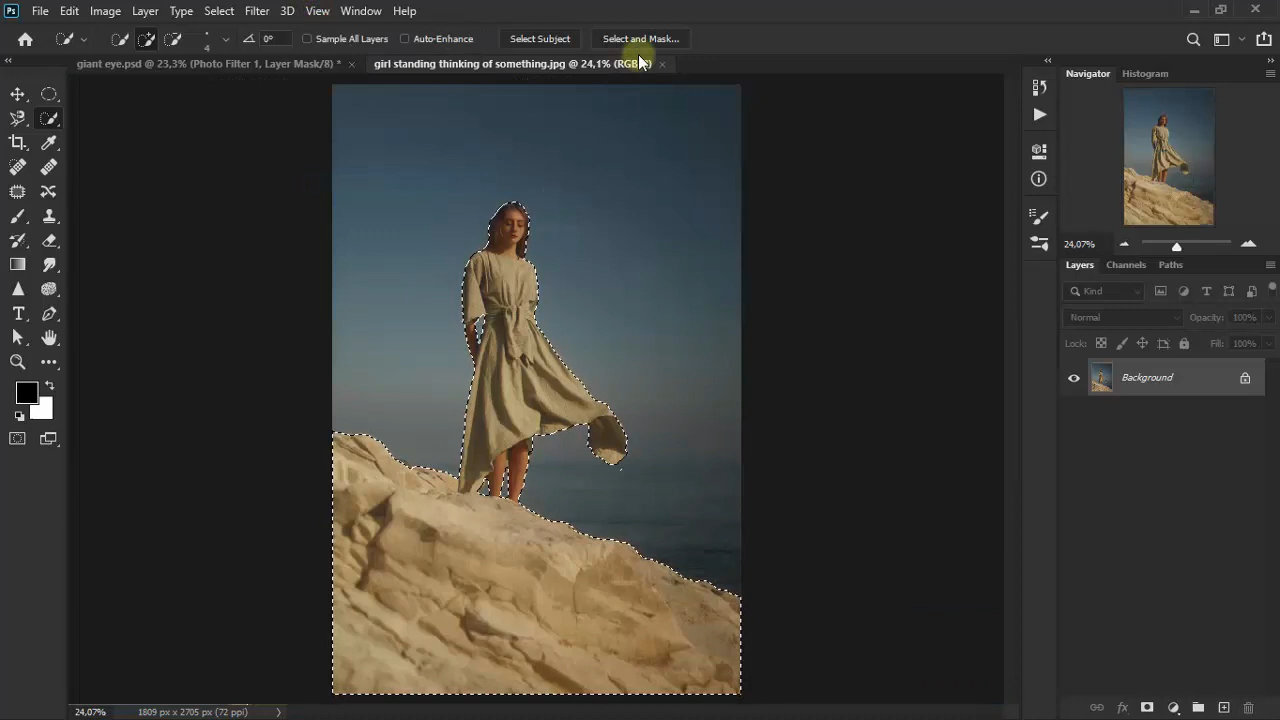 Ps File Edit Image Layer Type Select Filter 3D View Window Help
4 0° Sample All Layers Auto-Enhance Select Subject Select and Mask...
giant eye.psd @ 23,3% (Photo Filter 1, Layer Mask/8) * girl standing thinking of something.jpg @ 24,1% (RGB/
Navigator Histogram
24,07%
Layers Channels Paths
Kind
Normal Opacity: 100%
Lock: Fill: 100%
Background
24,07% 1809 px x 2705 px (72 ppi)